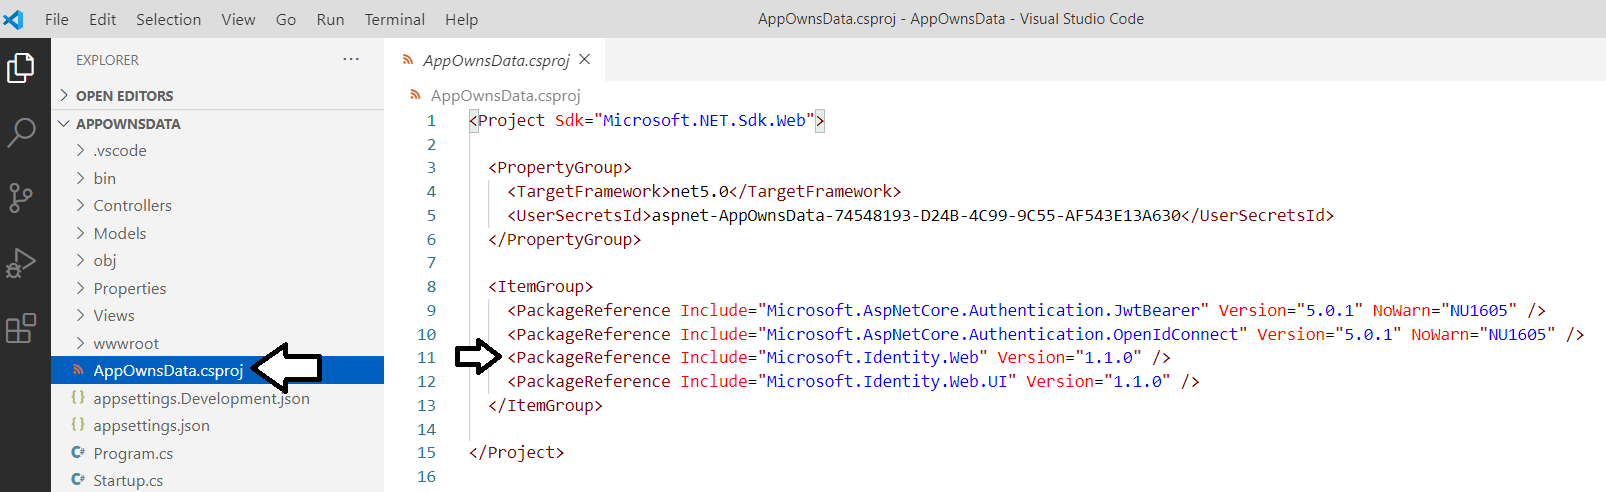 File Edit Selection View Go Run Terminal Help
AppOwnsData.csproj - AppOwnsData - Visual Studio Code
EXPLORER ···
OPEN EDITORS
APPOWNSDATA
.vscode
bin
Controllers
Models
obj
Properties
Views
wwwroot
AppOwnsData.csproj
{} appsettings.Development.json
{} appsettings.json
C# Program.cs
C# Startup.cs
AppOwnsData.csproj
AppOwnsData.csproj
1 <Project Sdk="Microsoft.NET.Sdk.Web">
2
3 <PropertyGroup>
4 <TargetFramework>net5.0</TargetFramework>
5 <UserSecretsId>aspnet-AppOwnsData-74548193-D24B-4C99-9C55-AF543E13A630</UserSecretsId>
6 </PropertyGroup>
7
8 <ItemGroup>
9 <PackageReference Include="Microsoft.AspNetCore.Authentication.JwtBearer" Version="5.0.1" NoWarn="NU1605" />
10 <PackageReference Include="Microsoft.AspNetCore.Authentication.OpenIdConnect" Version="5.0.1" NoWarn="NU1605" />
11 <PackageReference Include="Microsoft.Identity.Web" Version="1.1.0" />
12 <PackageReference Include="Microsoft.Identity.Web.UI" Version="1.1.0" />
13 </ItemGroup>
14
15 </Project>
16